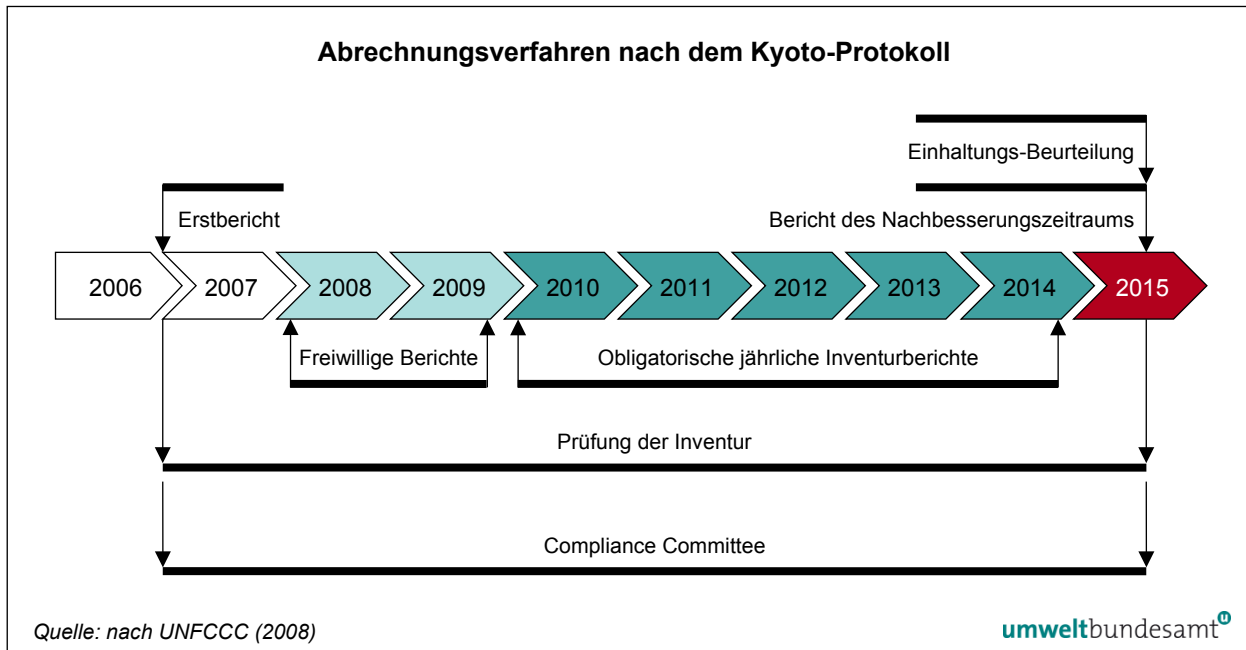 Abrechnungsverfahren nach dem Kyoto-Protokoll
Einhaltungs-Beurteilung
Erstbericht
Bericht des Nachbesserungszeitraums
2006 2007 2008 2009 2010 2011 2012 2013 2014 2015
Freiwillige Berichte
Obligatorische jährliche Inventurberichte
Prüfung der Inventur
Compliance Committee
Quelle: nach UNFCCC (2008)
umweltbundesamt u